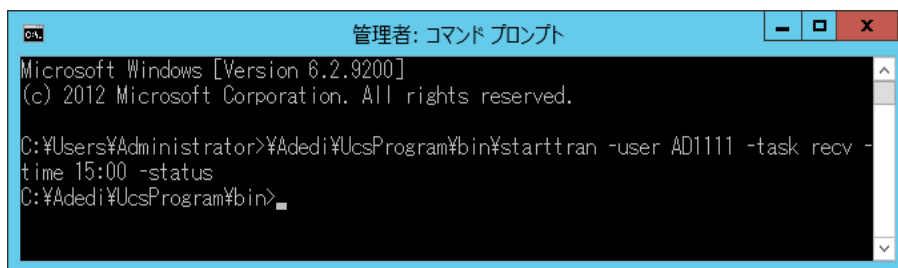 管理者: コマンド プロンプト
Microsoft Windows [Version 6.2.9200]
(c) 2012 Microsoft Corporation. All rights reserved.
C:¥Users¥Administrator>¥Adedi¥UcsProgram¥bin¥starttran -user AD1111 -task recv -
time 15:00 -status
C:¥Adedi¥UcsProgram¥bin>